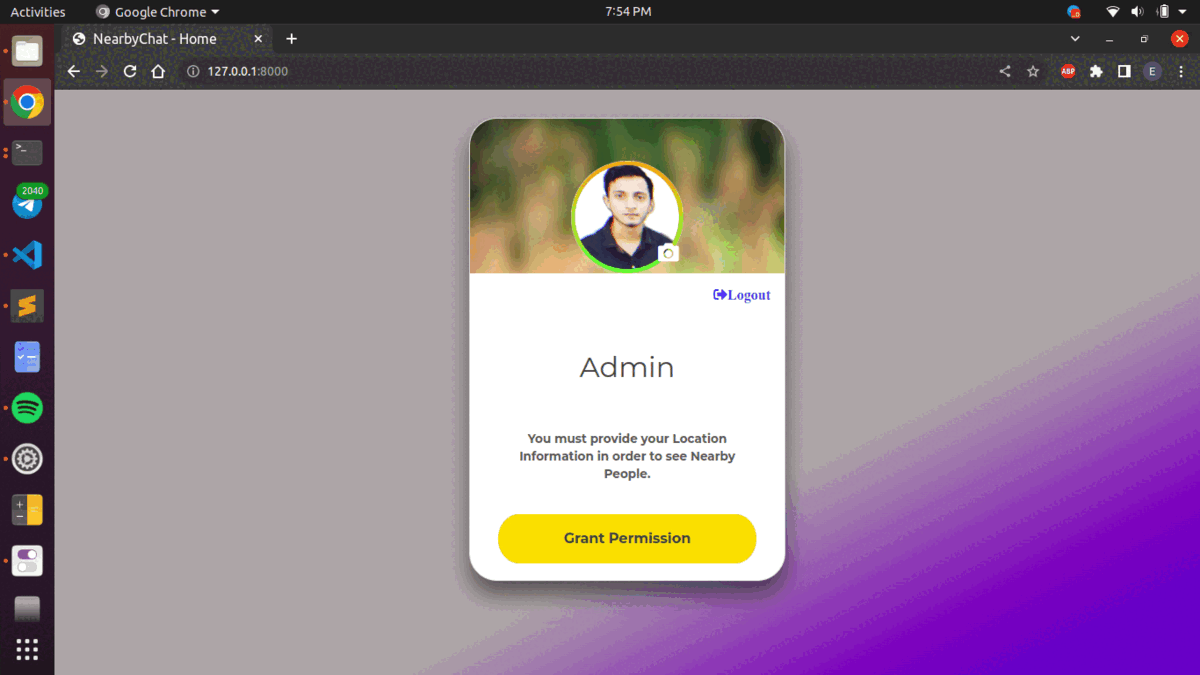 Activities
Google Chrome
7:54 PM
NearbyChat - Home
127.0.0.1:8000
ABP
E
2040
Logout
Admin
You must provide your Location
Information in order to see Nearby
People.
Grant Permission